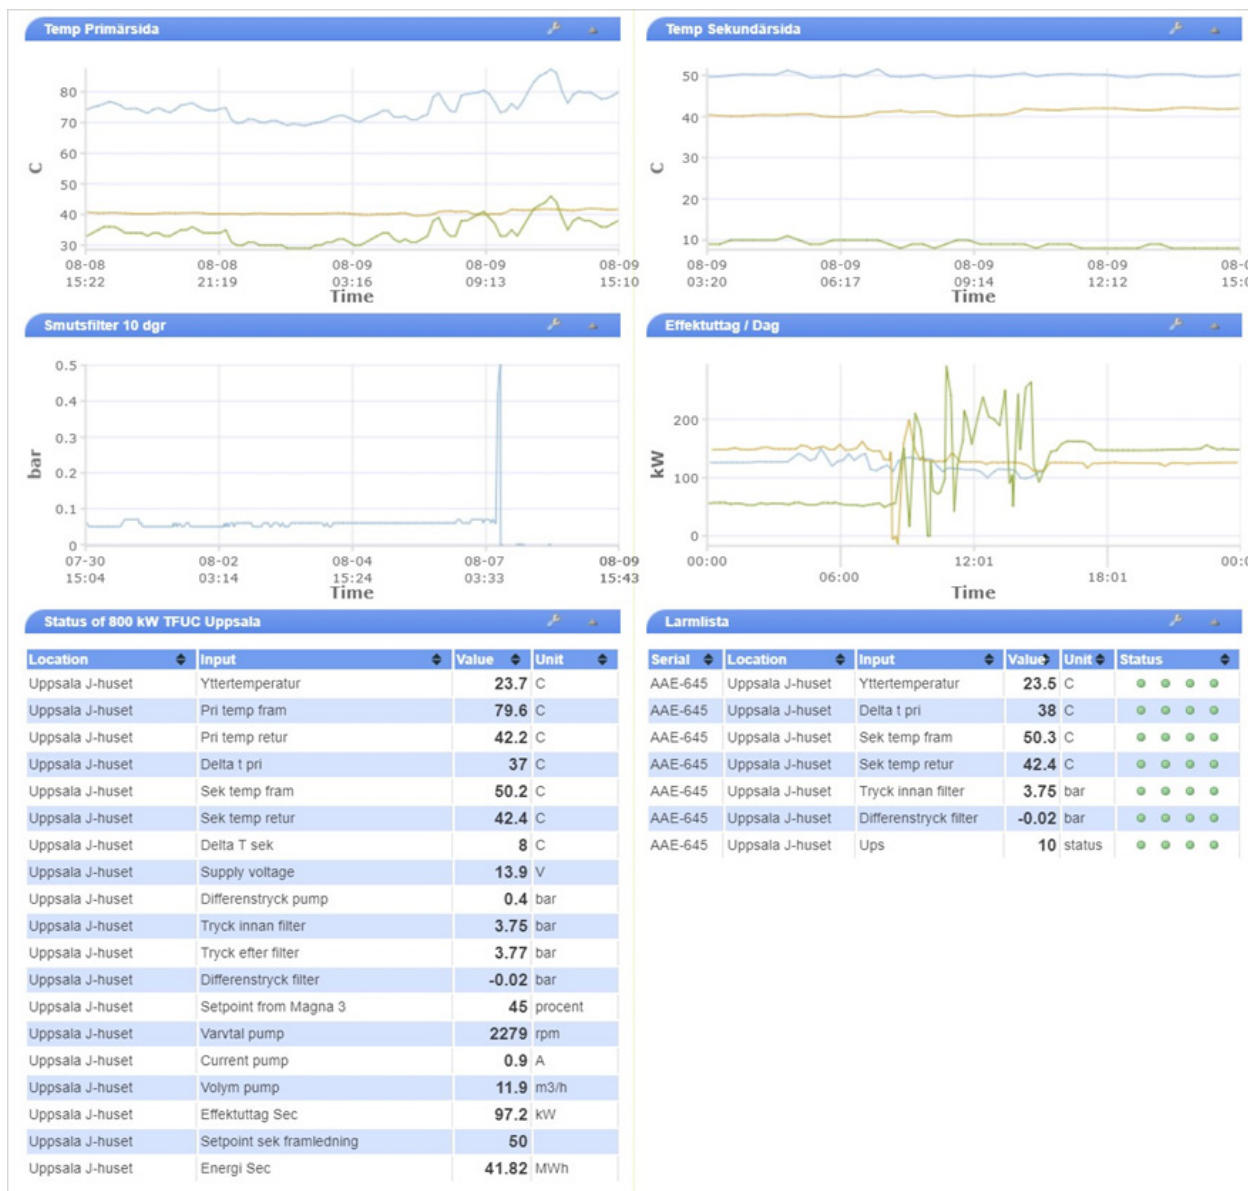 Temp Primärsida
80
70
60
50
40
30
C
08-08 08-08 08-09 08-09 08-09
15:22 21:19 03:16 09:13 15:10
Time
Temp Sekundärsida
50
40
30
20
10
C
08-09 08-09 08-09 08-09 08-0
03:20 06:17 09:14 12:12 15:0
Time
Smutsfilter 10 dgr
0.5
0.4
0.3
0.2
0.1
0
bar
07-30 08-02 08-04 08-07 08-09
15:04 03:14 15:24 03:33 15:43
Time
Effektuttag / Dag
200
100
0
kW
00:00 12:01 00:0
06:00 18:01
Time
Status of 800 kW TFUC Uppsala
Location Input Value Unit
Uppsala J-huset Yttertemperatur 23.7 C
Uppsala J-huset Pri temp fram 79.6 C
Uppsala J-huset Pri temp retur 42.2 C
Uppsala J-huset Delta t pri 37 C
Uppsala J-huset Sek temp fram 50.2 C
Uppsala J-huset Sek temp retur 42.4 C
Uppsala J-huset Delta T sek 8 C
Uppsala J-huset Supply voltage 13.9 V
Uppsala J-huset Differenstryck pump 0.4 bar
Uppsala J-huset Tryck innan filter 3.75 bar
Uppsala J-huset Tryck efter filter 3.77 bar
Uppsala J-huset Differenstryck filter -0.02 bar
Uppsala J-huset Setpoint from Magna 3 45 procent
Uppsala J-huset Varvtal pump 2279 rpm
Uppsala J-huset Current pump 0.9 A
Uppsala J-huset Volym pump 11.9 m3/h
Uppsala J-huset Effektuttag Sec 97.2 kW
Uppsala J-huset Setpoint sek framledning 50
Uppsala J-huset Energi Sec 41.82 MWh
Larmlista
Serial Location Input Value Unit Status
AAE-645 Uppsala J-huset Yttertemperatur 23.5 C
AAE-645 Uppsala J-huset Delta t pri 38 C
AAE-645 Uppsala J-huset Sek temp fram 50.3 C
AAE-645 Uppsala J-huset Sek temp retur 42.4 C
AAE-645 Uppsala J-huset Tryck innan filter 3.75 bar
AAE-645 Uppsala J-huset Differenstryck filter -0.02 bar
AAE-645 Uppsala J-huset Ups 10 status